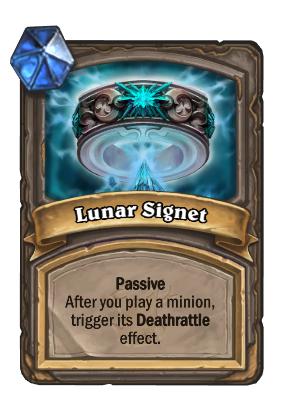 Lunar Signet
Passive
After you play a minion,
trigger its Deathrattle
effect.